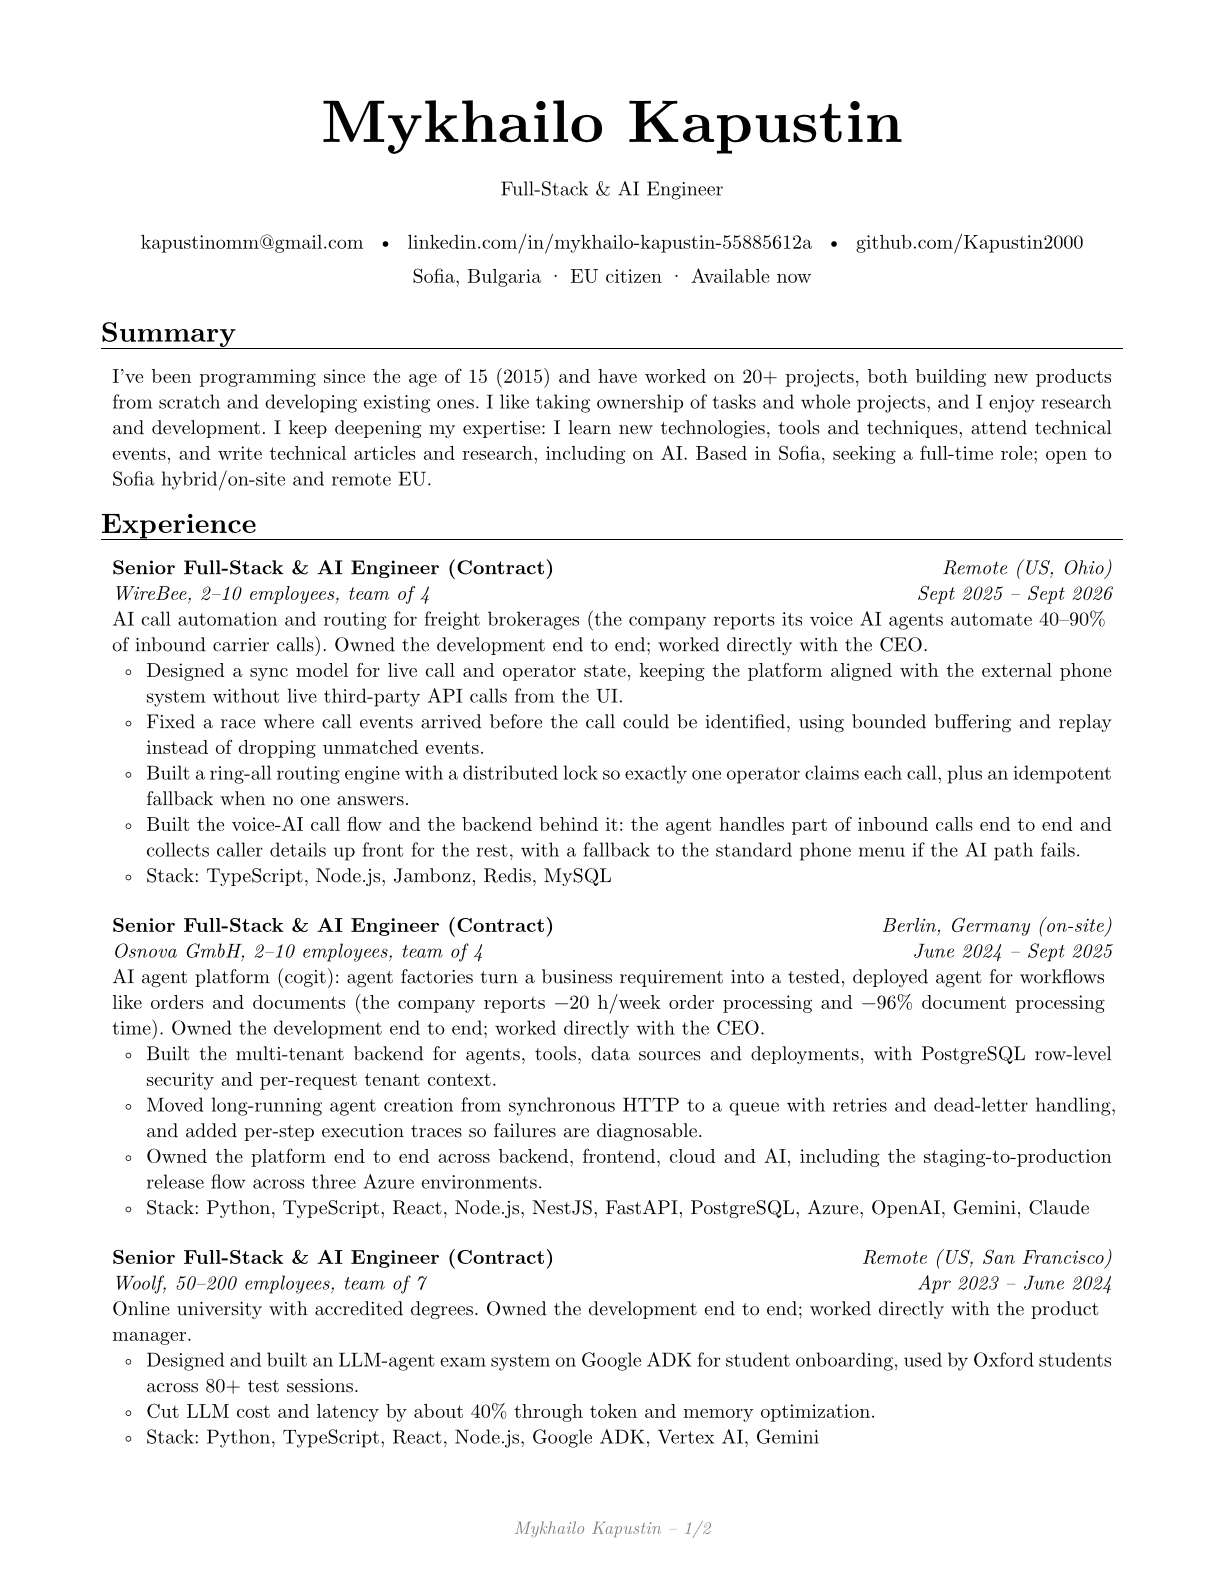 Mykhailo Kapustin
Full-Stack & AI Engineer
kapustinomm@gmail.com • linkedin.com/in/mykhailo-kapustin-55885612a • github.com/Kapustin2000
Sofia, Bulgaria · EU citizen · Available now
Summary
I've been programming since the age of 15 (2015) and have worked on 20+ projects, both building new products
from scratch and developing existing ones. I like taking ownership of tasks and whole projects, and I enjoy research
and development. I keep deepening my expertise: I learn new technologies, tools and techniques, attend technical
events, and write technical articles and research, including on AI. Based in Sofia, seeking a full-time role; open to
Sofia hybrid/on-site and remote EU.
Experience
Senior Full-Stack & AI Engineer (Contract) Remote (US, Ohio)
WireBee, 2–10 employees, team of 4 Sept 2025 – Sept 2026
AI call automation and routing for freight brokerages (the company reports its voice AI agents automate 40–90%
of inbound carrier calls). Owned the development end to end; worked directly with the CEO.
◦ Designed a sync model for live call and operator state, keeping the platform aligned with the external phone
system without live third-party API calls from the UI.
◦ Fixed a race where call events arrived before the call could be identified, using bounded buffering and replay
instead of dropping unmatched events.
◦ Built a ring-all routing engine with a distributed lock so exactly one operator claims each call, plus an idempotent
fallback when no one answers.
◦ Built the voice-AI call flow and the backend behind it: the agent handles part of inbound calls end to end and
collects caller details up front for the rest, with a fallback to the standard phone menu if the AI path fails.
◦ Stack: TypeScript, Node.js, Jambonz, Redis, MySQL
Senior Full-Stack & AI Engineer (Contract) Berlin, Germany (on-site)
Osnova GmbH, 2–10 employees, team of 4 June 2024 – Sept 2025
AI agent platform (cogit): agent factories turn a business requirement into a tested, deployed agent for workflows
like orders and documents (the company reports −20 h/week order processing and −96% document processing
time). Owned the development end to end; worked directly with the CEO.
◦ Built the multi-tenant backend for agents, tools, data sources and deployments, with PostgreSQL row-level
security and per-request tenant context.
◦ Moved long-running agent creation from synchronous HTTP to a queue with retries and dead-letter handling,
and added per-step execution traces so failures are diagnosable.
◦ Owned the platform end to end across backend, frontend, cloud and AI, including the staging-to-production
release flow across three Azure environments.
◦ Stack: Python, TypeScript, React, Node.js, NestJS, FastAPI, PostgreSQL, Azure, OpenAI, Gemini, Claude
Senior Full-Stack & AI Engineer (Contract) Remote (US, San Francisco)
Woolf, 50–200 employees, team of 7 Apr 2023 – June 2024
Online university with accredited degrees. Owned the development end to end; worked directly with the product
manager.
◦ Designed and built an LLM-agent exam system on Google ADK for student onboarding, used by Oxford students
across 80+ test sessions.
◦ Cut LLM cost and latency by about 40% through token and memory optimization.
◦ Stack: Python, TypeScript, React, Node.js, Google ADK, Vertex AI, Gemini
Mykhailo Kapustin – 1/2